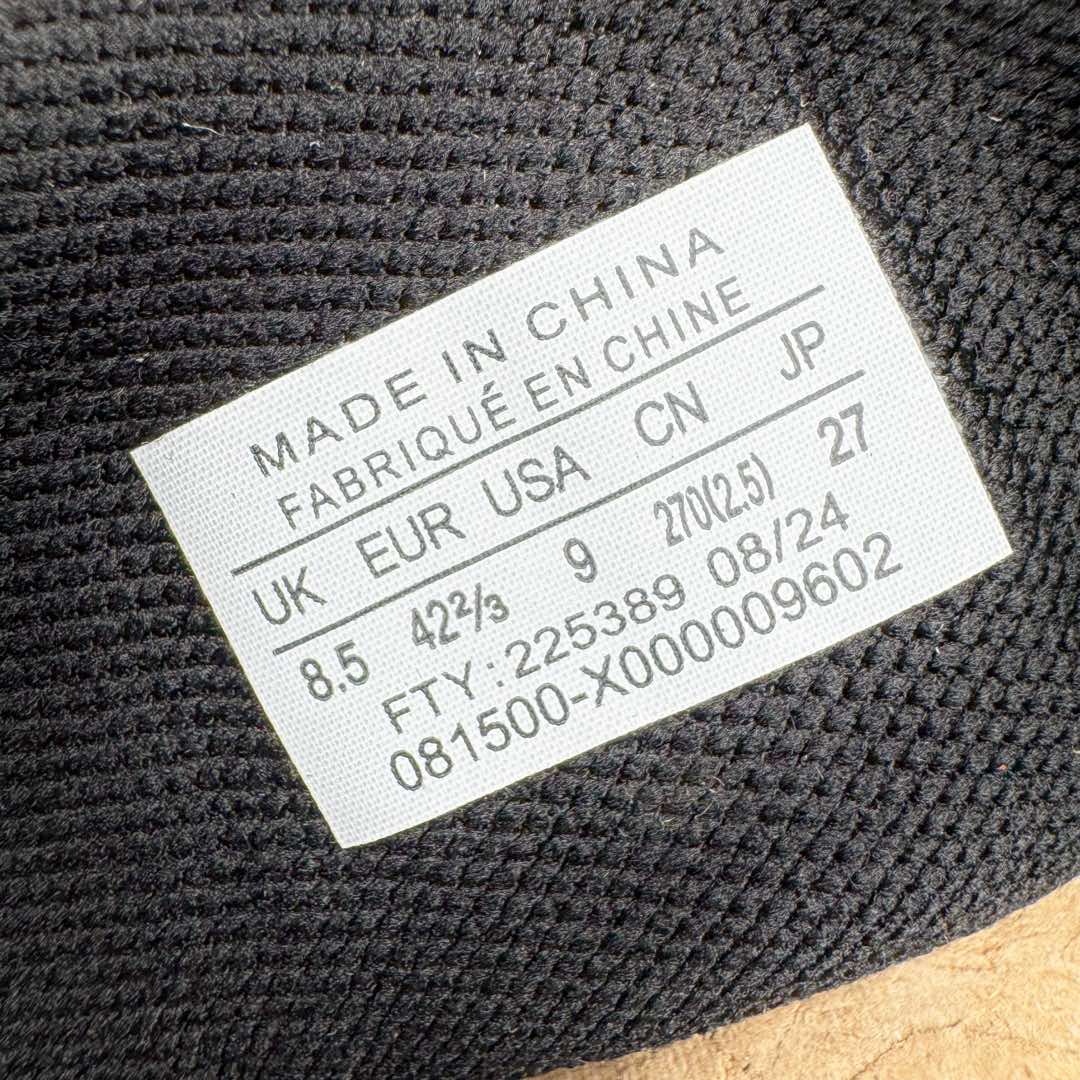 MADE IN CHINA
FABRIQUÉ EN CHINE
UK EUR USA CN JP
8.5 42⅔ 9 270(2.5) 27
FTY:225389 08/24
081500-X0000009602